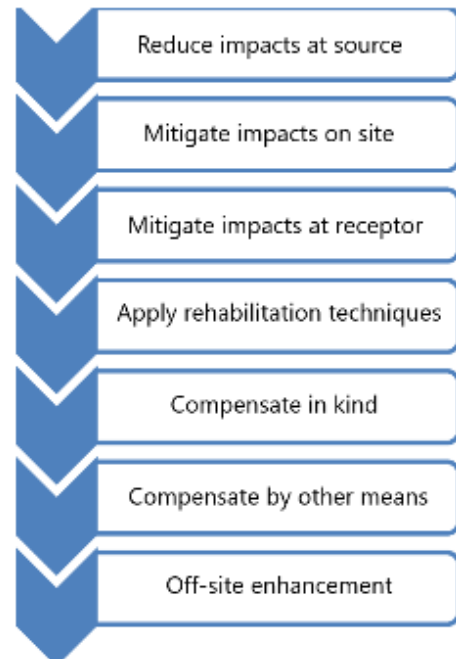 Reduce impacts at source
Mitigate impacts on site
Mitigate impacts at receptor
Apply rehabilitation techniques
Compensate in kind
Compensate by other means
Off-site enhancement